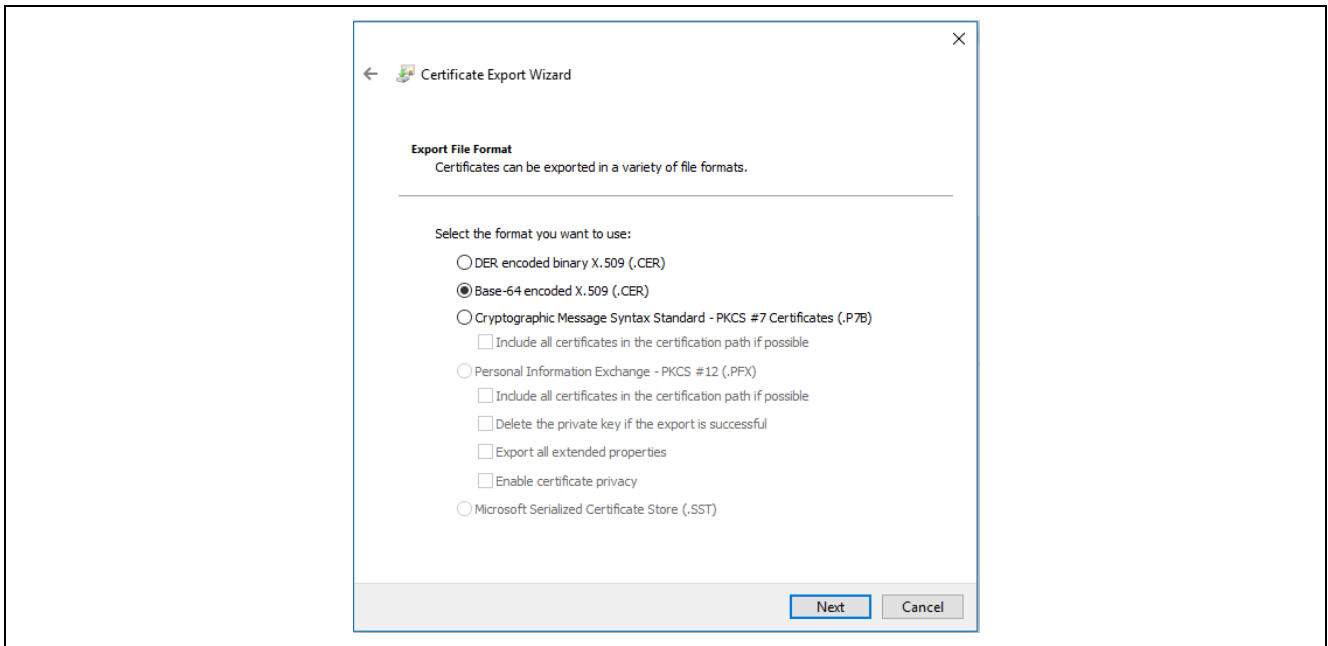 Certificate Export Wizard
Export File Format
Certificates can be exported in a variety of file formats.
Select the format you want to use:
DER encoded binary X.509 (.CER)
Base-64 encoded X.509 (.CER)
Cryptographic Message Syntax Standard - PKCS #7 Certificates (.P7B)
Include all certificates in the certification path if possible
Personal Information Exchange - PKCS #12 (.PFX)
Include all certificates in the certification path if possible
Delete the private key if the export is successful
Export all extended properties
Enable certificate privacy
Microsoft Serialized Certificate Store (.SST)
Next Cancel